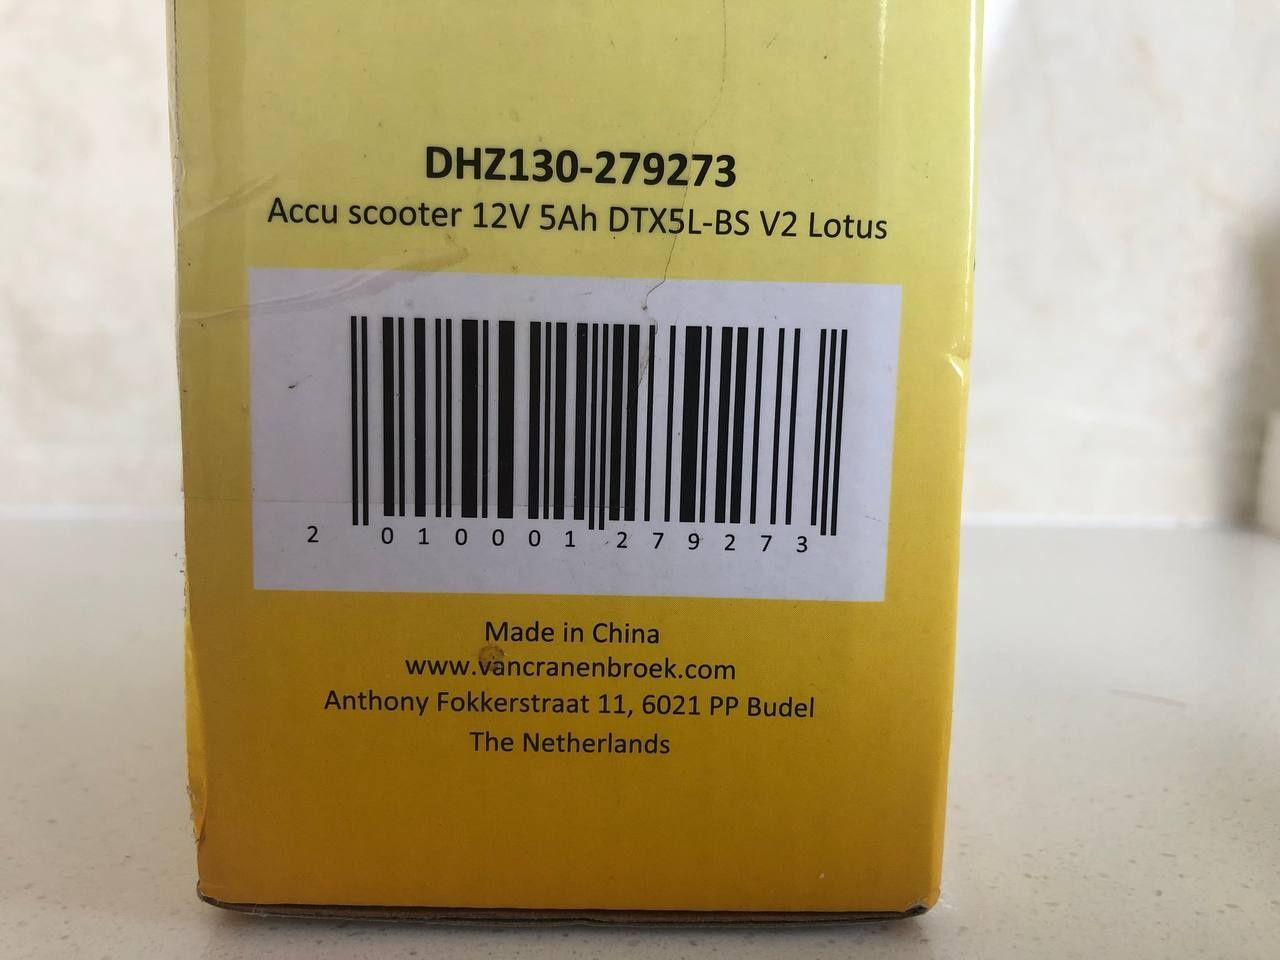 DHZ130-279273
Accu scooter 12V 5Ah DTX5L-BS V2 Lotus
2 010001 279273
Made in China
www.vancranenbroek.com
Anthony Fokkerstraat 11, 6021 PP Budel
The Netherlands